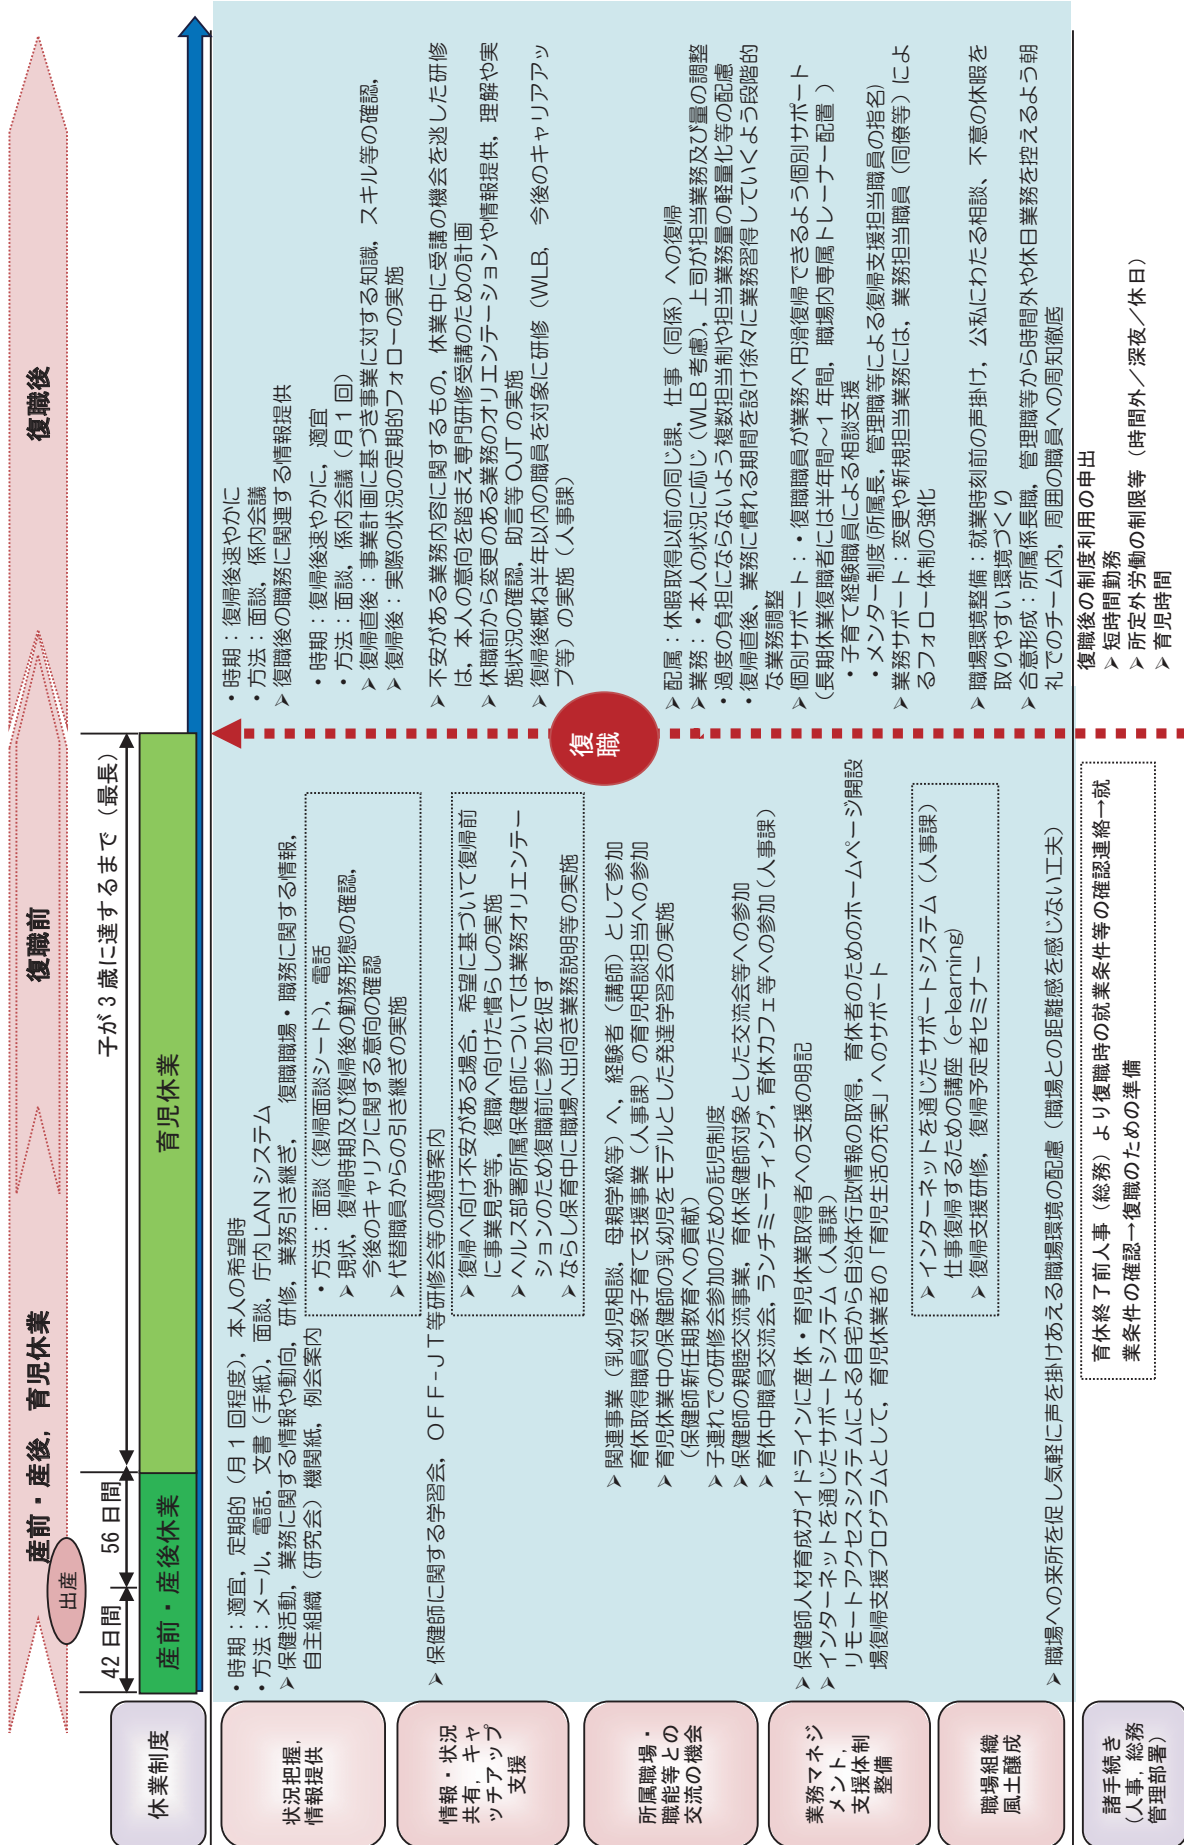 産前・産後，育児休業
復職前
復職後
出産
42 日間
56 日間
子が 3 歳に達するまで（最長）
休業制度
産前・産後休業
育児休業
状況把握，
情報提供
・時期：適宜，定期的（月１回程度），本人の希望時
・方法：メール，電話，文書（手紙），面談，庁内 LAN システム
➢ 保健活動，業務に関する情報や動向，研修，業務引き継ぎ，　復職職場・職務に関する情報，
自主組織（研究会）機関紙，例会案内
・方法：面談（復帰面談シート），電話
➢ 現状，復帰時期及び復帰後の勤務形態の確認，
今後のキャリアに関する意向の確認
➢ 代替職員からの引き継ぎの実施
・時期：復帰後速やかに
・方法：面談，係内会議
➢ 復職後の職務に関連する情報提供
・時期：復帰後速やかに，適宜
・方法：面談，係内会議（月１回）
➢ 復帰直後：事業計画に基づき事業に対する知識，スキル等の確認，
➢ 復帰後：実際の状況の定期的フォローの実施
情報・状況
共有，キャ
ッチアップ
支援
➢ 保健師に関する学習会，ＯＦＦ-ＪＴ等研修会等の随時案内
➢ 復帰へ向け不安がある場合，希望に基づいて復帰前
に事業見学等，復職へ向けた慣らしの実施
➢ ヘルス部署所属保健師については業務オリエンテー
ションのため復職前に参加を促す
➢ ならし保育中に職場へ出向き業務説明等の実施
➢ 不安がある業務内容に関するもの，休業中に受講の機会を逃した研修
は，本人の意向を踏まえ専門研修受講のための計画
➢ 休職前から変更のある業務のオリエンテーションや情報提供，理解や実
施状況の確認，助言等 OJT の実施
➢ 復帰後概ね半年以内の職員を対象に研修（WLB，今後のキャリアアッ
プ等）の実施（人事課）
所属職場・
職能等との
交流の機会
➢ 関連事業（乳幼児相談，母親学級等）へ，経験者（講師）として参加
育休取得職員対象子育て支援事業（人事課）の育児相談担当への参加
➢ 育児休業中の保健師の乳幼児をモデルとした発達学習会の実施
（保健師新任期教育への貢献）
➢ 子連れでの研修会参加のための託児制度
➢ 保健師の親睦交流事業，育休保健師対象とした交流会等への参加
➢ 育休中職員交流会，ランチミーティング，育休カフェ等への参加（人事課）
復職
➢ 配属：休暇取得以前の同じ課，仕事（同係）への復帰
➢ 業務：・本人の状況に応じ（WLB 考慮），上司が担当業務及び量の調整
過度の負担にならないよう複数担当制や担当業務量の軽量化等の配慮
・復帰直後、業務に慣れる期間を設け徐々に業務習得していくよう段階的
な業務調整
➢ 個別サポート：・復職職員が業務へ円滑復帰できるよう個別サポート
（長期休業復職者には半年間～１年間，職場内専属トレーナー配置 ）
・子育て経験職員による相談支援
・メンター制度(所属長，管理職等による復帰支援担当職員の指名)
➢ 業務サポート：変更や新規担当業務には，業務担当職員（同僚等）によ
るフォロー体制の強化
業務マネジ
メント，
支援体制
整備
➢ 保健師人材育成ガイドラインに産休・育児休業取得者への支援の明記
➢ インターネットを通じたサポートシステム（人事課）
リモートアクセスシステムによる自宅から自治体行政情報の取得，育休者のためのホームページ開設
場復帰支援プログラムとして，育児休業者の「育児生活の充実」へのサポート
➢ インターネットを通じたサポートシステム（人事課）
仕事復帰するための講座（e-learning)
➢ 復帰支援研修，復帰予定者セミナー
職場組織
風土醸成
➢ 職場への来所を促し気軽に声を掛けあえる職場環境の配慮（職場との距離感を感じない工夫）
➢ 職場環境整備：就業時刻前の声掛け，公私にわたる相談、不意の休暇を
取りやすい環境づくり
➢ 合意形成：所属係長職，管理職等から時間外や休日業務を控えるよう朝
礼でのチーム内，周囲の職員への周知徹底
諸手続き
（人事，総務
管理部署）
育休終了前人事（総務）より復職時の就業条件等の確認連絡→就
業条件の確認→復職のための準備
復職後の制度利用の申出
➢ 短時間勤務
➢ 所定外労働の制限等（時間外／深夜／休日）
➢ 育児時間